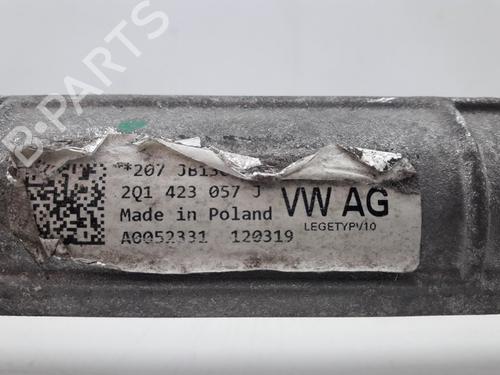 B-PARTS
**207 JB13
2Q1 423 057 J
Made in Poland
A0052331 120319
VW AG
LEGETYPV10